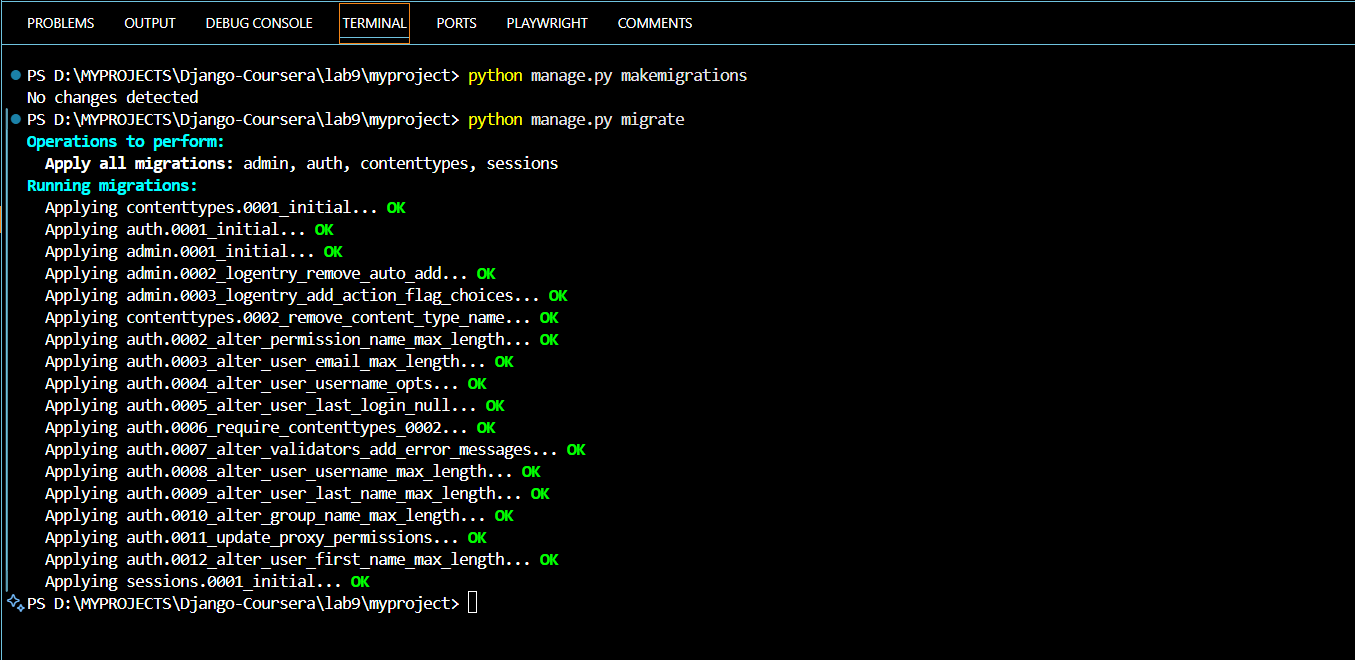 PROBLEMS OUTPUT DEBUG CONSOLE TERMINAL PORTS PLAYWRIGHT COMMENTS
PS D:\MYPROJECTS\Django-Coursera\lab9\myproject> python manage.py makemigrations
No changes detected
PS D:\MYPROJECTS\Django-Coursera\lab9\myproject> python manage.py migrate
Operations to perform:
  Apply all migrations: admin, auth, contenttypes, sessions
Running migrations:
  Applying contenttypes.0001_initial... OK
  Applying auth.0001_initial... OK
  Applying admin.0001_initial... OK
  Applying admin.0002_logentry_remove_auto_add... OK
  Applying admin.0003_logentry_add_action_flag_choices... OK
  Applying contenttypes.0002_remove_content_type_name... OK
  Applying auth.0002_alter_permission_name_max_length... OK
  Applying auth.0003_alter_user_email_max_length... OK
  Applying auth.0004_alter_user_username_opts... OK
  Applying auth.0005_alter_user_last_login_null... OK
  Applying auth.0006_require_contenttypes_0002... OK
  Applying auth.0007_alter_validators_add_error_messages... OK
  Applying auth.0008_alter_user_username_max_length... OK
  Applying auth.0009_alter_user_last_name_max_length... OK
  Applying auth.0010_alter_group_name_max_length... OK
  Applying auth.0011_update_proxy_permissions... OK
  Applying auth.0012_alter_user_first_name_max_length... OK
  Applying sessions.0001_initial... OK
PS D:\MYPROJECTS\Django-Coursera\lab9\myproject>